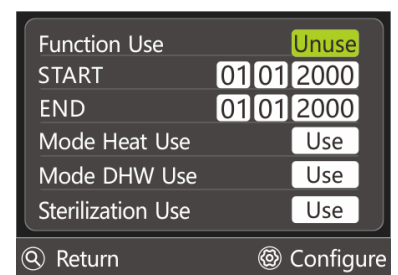 Function Use Unuse
START 01 01 2000
END 01 01 2000
Mode Heat Use Use
Mode DHW Use Use
Sterilization Use Use
Return Configure